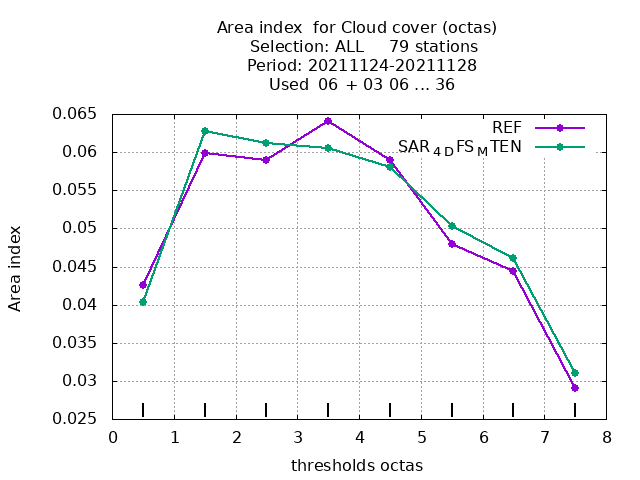 Area index  for Cloud cover (octas)
Selection: ALL     79 stations
Period: 20211124-20211128
Used  06 + 03 06 ... 36
REF
SAR4DFSMTEN
0.065
0.06
0.055
0.05
0.045
0.04
0.035
0.03
0.025
Area index
0 1 2 3 4 5 6 7 8
thresholds octas